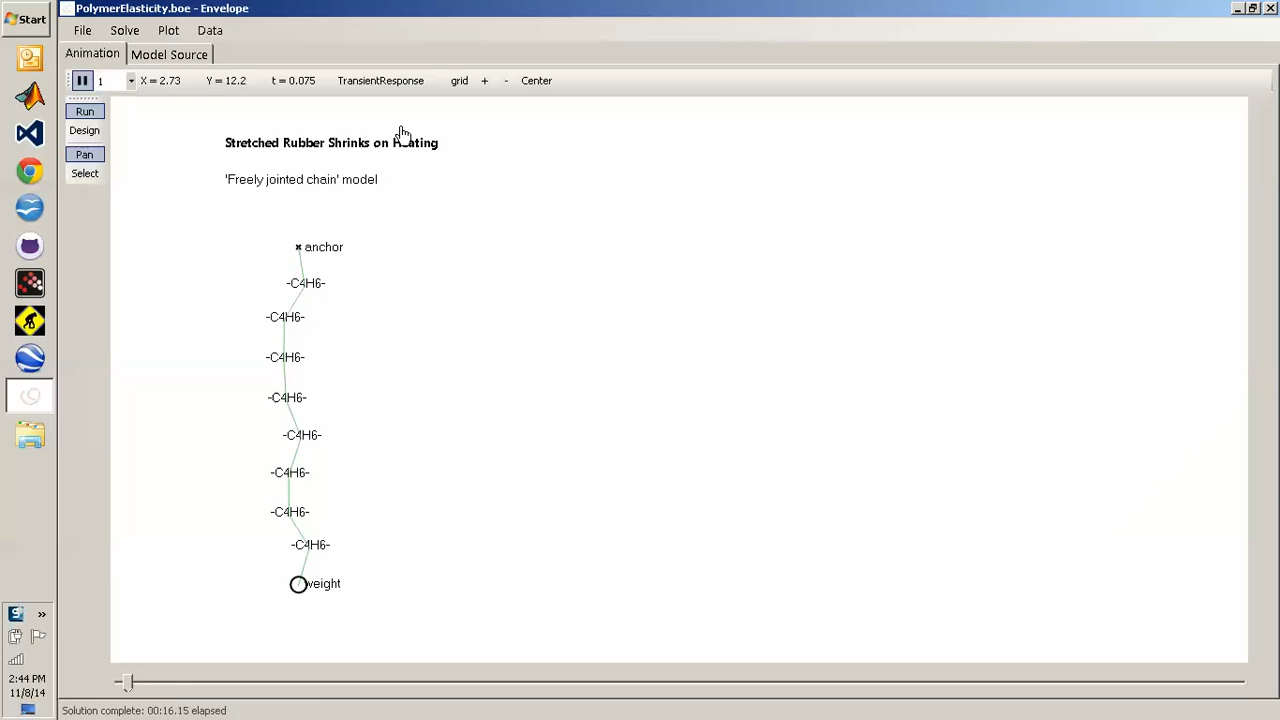 PolymerElasticity.boe - Envelope
Start
File Solve Plot Data
Animation Model Source
1 X = 2.73 Y = 12.2 t = 0.075 TransientResponse grid + - Center
Run
Design
Pan
Select
Stretched Rubber Shrinks on Heating
'Freely jointed chain' model
anchor
-C4H6-
-C4H6-
-C4H6-
-C4H6-
-C4H6-
-C4H6-
-C4H6-
-C4H6-
weight
»
2:44 PM
11/8/14
Solution complete: 00:16.15 elapsed